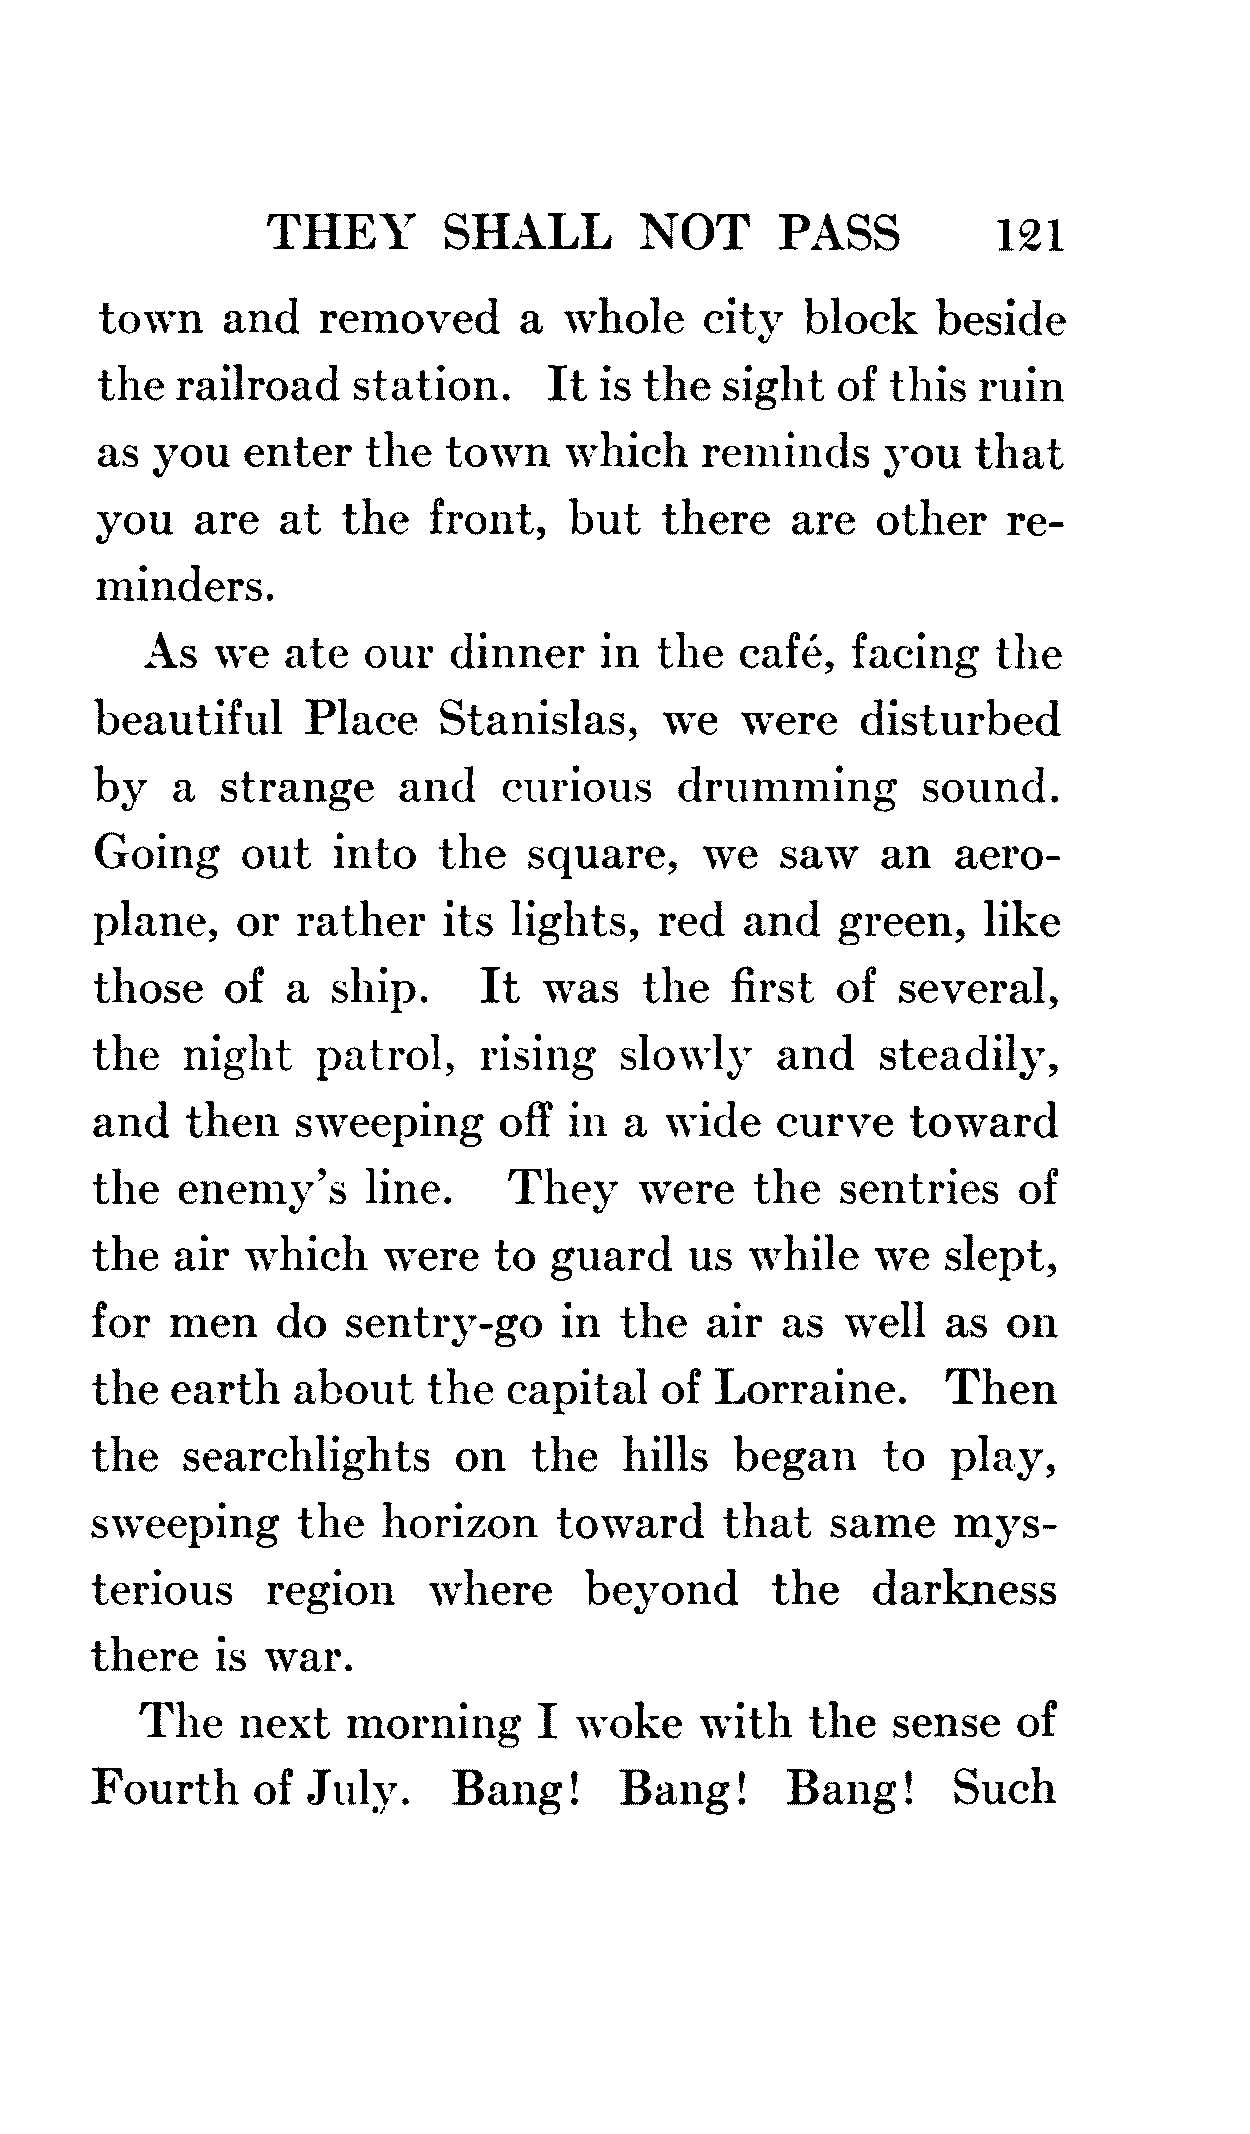 THEY SHALL NOT PASS 121
town and removed a whole city block beside
the railroad station. It is the sight of this ruin
as you enter the town which reminds you that
you are at the front, but there are other re-
minders.
As we ate our dinner in the café, facing the
beautiful Place Stanislas, we were disturbed
by a strange and curious drumming sound.
Going out into the square, we saw an aero-
plane, or rather its lights, red and green, like
those of a ship. It was the first of several,
the night patrol, rising slowly and steadily,
and then sweeping off in a wide curve toward
the enemy's line. They were the sentries of
the air which were to guard us while we slept,
for men do sentry-go in the air as well as on
the earth about the capital of Lorraine. Then
the searchlights on the hills began to play,
sweeping the horizon toward that same mys-
terious region where beyond the darkness
there is war.
The next morning I woke with the sense of
Fourth of July. Bang! Bang! Bang! Such